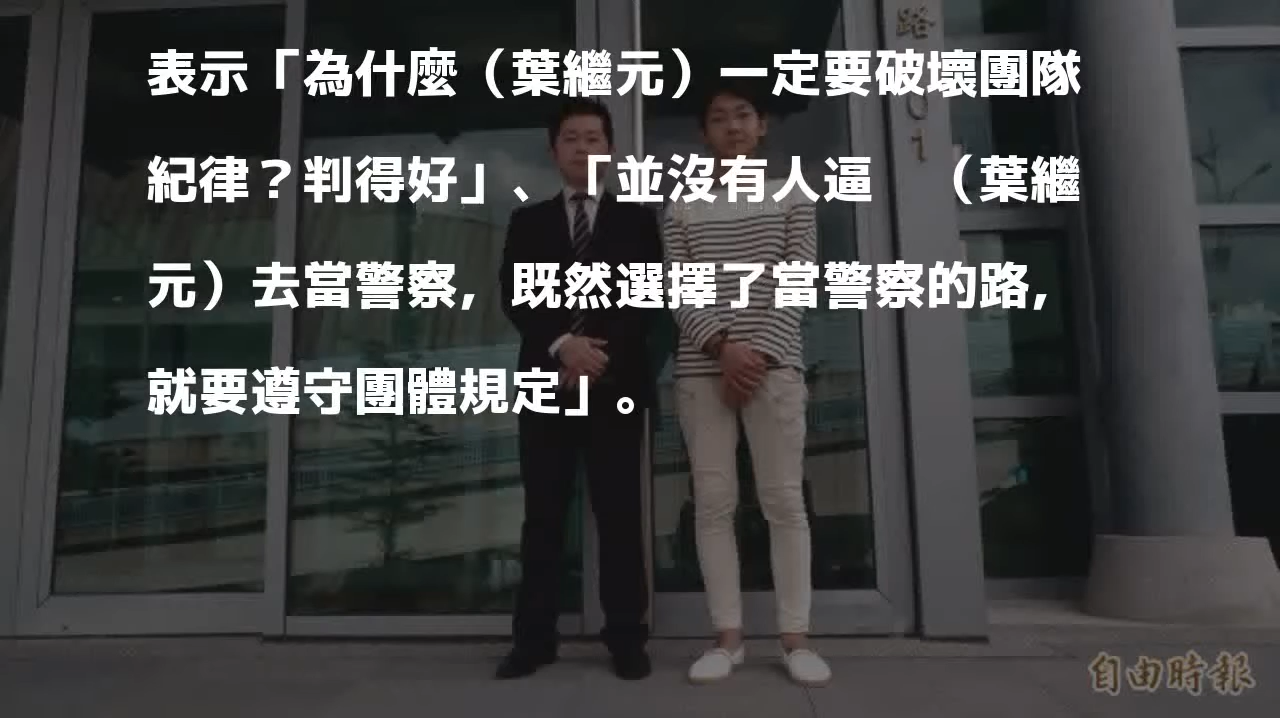 路
101
表示「為什麼（葉繼元）一定要破壞團隊
紀律？判得好」、「並沒有人逼　（葉繼
元）去當警察，既然選擇了當警察的路，
就要遵守團體規定」。
自由時報